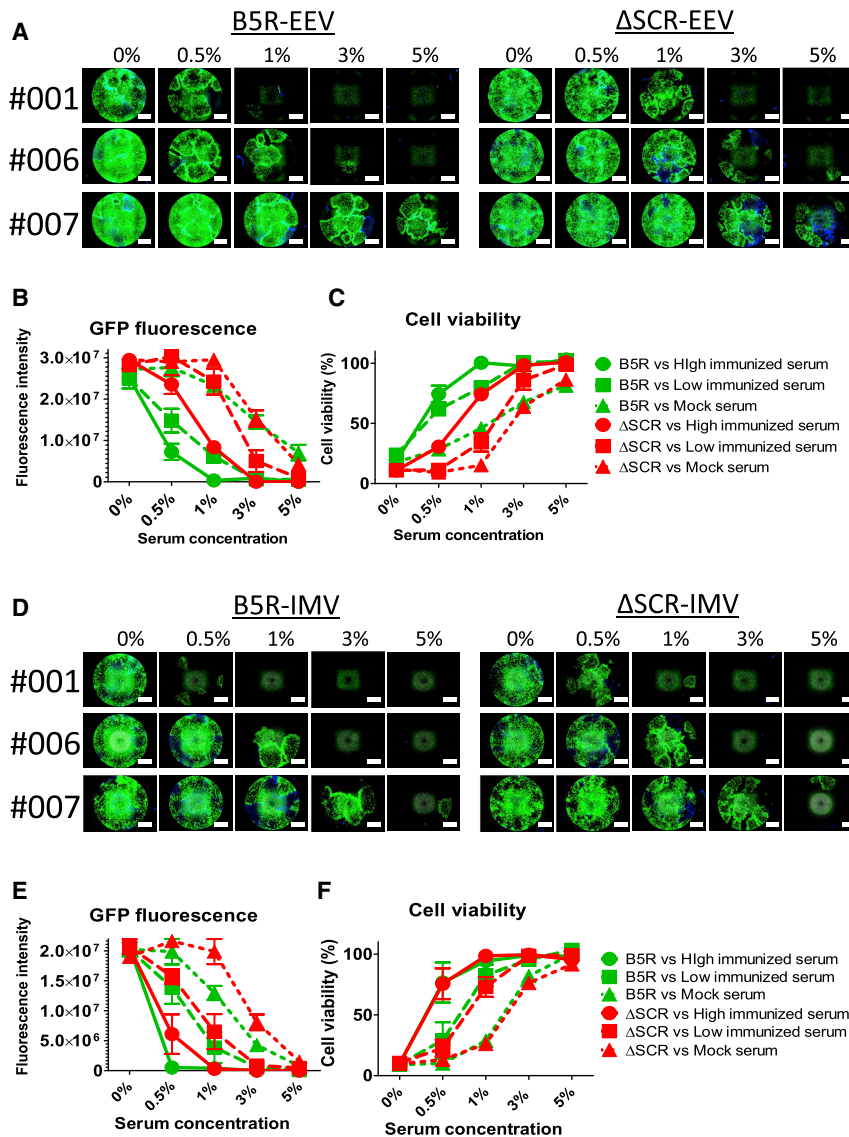 A
B5R-EEV ΔSCR-EEV
0% 0.5% 1% 3% 5% 0% 0.5% 1% 3% 5%
#001
#006
#007
B
GFP fluorescence
Fluorescence intensity
3.0×10⁷
2.0×10⁷
1.0×10⁷
0
0% 0.5% 1% 3% 5%
Serum concentration
C
Cell viability
Cell viability (%)
100
50
0
0% 0.5% 1% 3% 5%
Serum concentration
B5R vs HIgh immunized serum
B5R vs Low immunized serum
B5R vs Mock serum
ΔSCR vs High immunized serum
ΔSCR vs Low immunized serum
ΔSCR vs Mock serum
D
B5R-IMV ΔSCR-IMV
0% 0.5% 1% 3% 5% 0% 0.5% 1% 3% 5%
#001
#006
#007
E
GFP fluorescence
Fluorescence intensity
2.0×10⁷
1.5×10⁷
1.0×10⁷
5.0×10⁶
0
0% 0.5% 1% 3% 5%
Serum concentration
F
Cell viability
Cell viability (%)
100
50
0
0% 0.5% 1% 3% 5%
Serum concentration
B5R vs HIgh immunized serum
B5R vs Low immunized serum
B5R vs Mock serum
ΔSCR vs High immunized serum
ΔSCR vs Low immunized serum
ΔSCR vs Mock serum